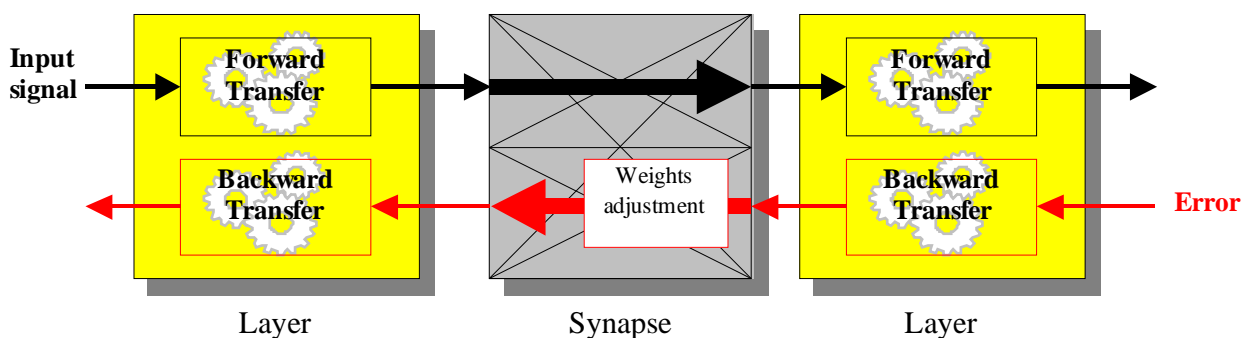 Input
signal
Forward
Transfer
Forward
Transfer
Backward
Transfer
Weights
adjustment
Backward
Transfer
Error
Layer
Synapse
Layer